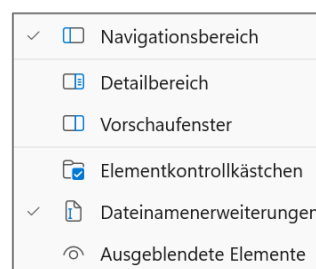 Navigationsbereich
Detailbereich
Vorschaufenster
Elementkontrollkästchen
Dateinamenerweiterungen
Ausgeblendete Elemente